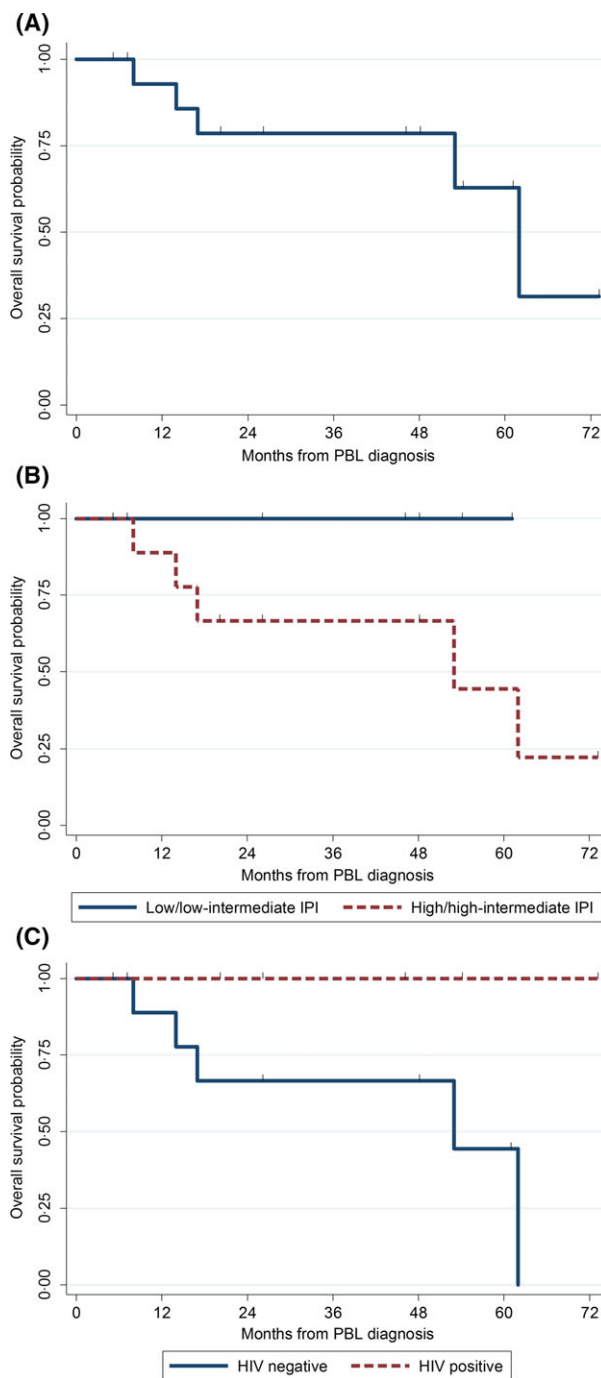 (A)
Overall survival probability
1·00
0·75
0·50
0·25
0·00
0 12 24 36 48 60 72
Months from PBL diagnosis
(B)
Overall survival probability
1·00
0·75
0·50
0·25
0·00
0 12 24 36 48 60 72
Months from PBL diagnosis
Low/low-intermediate IPI High/high-intermediate IPI
(C)
Overall survival probability
1·00
0·75
0·50
0·25
0·00
0 12 24 36 48 60 72
Months from PBL diagnosis
HIV negative HIV positive